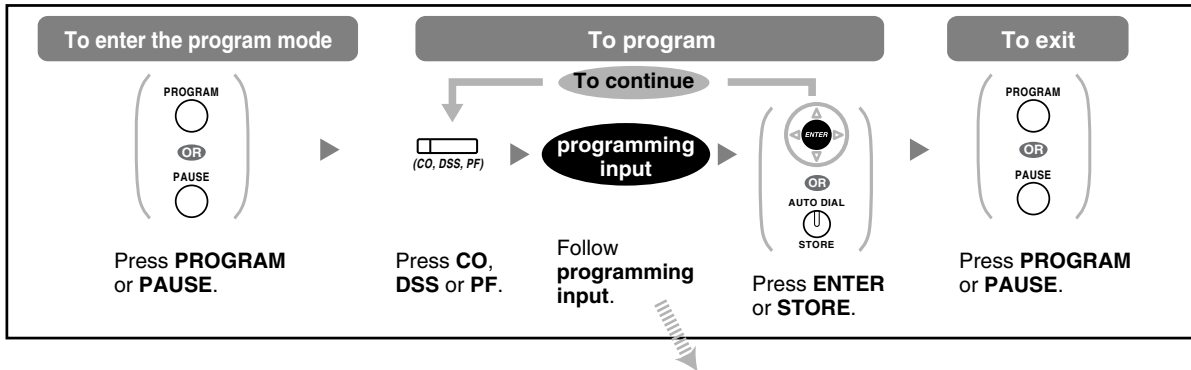 To enter the program mode
To program
To exit
To continue
PROGRAM
OR
PAUSE
(CO, DSS, PF)
programming
input
ENTER
OR
AUTO DIAL
STORE
PROGRAM
OR
PAUSE
Press PROGRAM
or PAUSE.
Press CO,
DSS or PF.
Follow
programming
input.
Press ENTER
or STORE.
Press PROGRAM
or PAUSE.